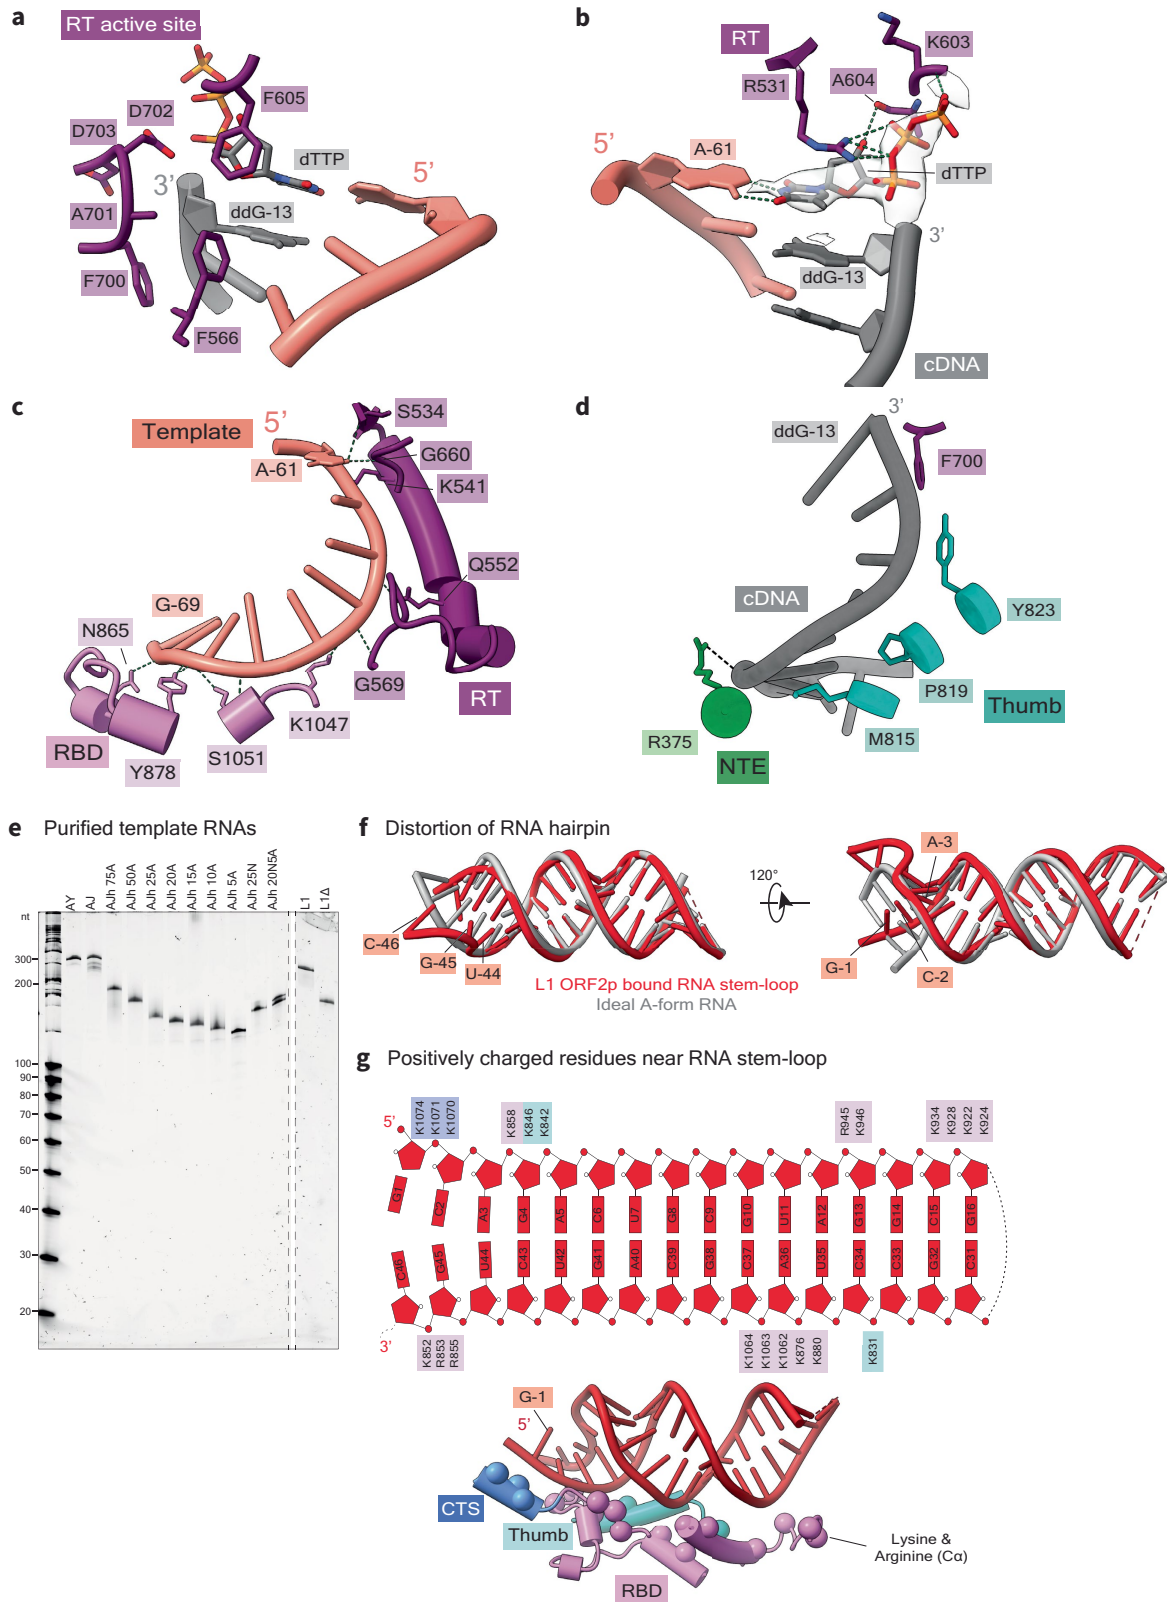 a
RT active site
F605
D702
D703
dTTP
3’
5’
A701
ddG-13
F700
F566
b
RT
K603
R531
A604
5’
A-61
dTTP
3’
ddG-13
cDNA
c
Template
5’
S534
A-61
G660
K541
Q552
G-69
N865
G569
RT
K1047
RBD
Y878
S1051
d
3’
ddG-13
F700
cDNA
Y823
P819
Thumb
R375
M815
NTE
e Purified template RNAs
nt
AY
AJ
AJh 75A
AJh 50A
AJh 25A
AJh 20A
AJh 15A
AJh 10A
AJh 5A
AJh 25N
AJh 20N5A
L1
L1Δ
300
200
100
90
80
70
60
50
40
30
20
f Distortion of RNA hairpin
C-46
G-45
U-44
120°
A-3
G-1
C-2
L1 ORF2p bound RNA stem-loop
Ideal A-form RNA
g Positively charged residues near RNA stem-loop
5’
K1074
K1071
K1070
K858
K846
K842
R945
K946
K934
K928
K922
K924
G1
C2
A3
G4
A5
C6
U7
G8
C9
G10
U11
A12
G13
G14
C15
G16
C46
G45
U44
C43
U42
G41
A40
C39
G38
C37
A36
U35
C34
C33
G32
C31
3’
K852
R853
R855
K1064
K1063
K1062
K876
K880
K831
G-1
5’
CTS
Thumb
RBD
Lysine &
Arginine (Cα)